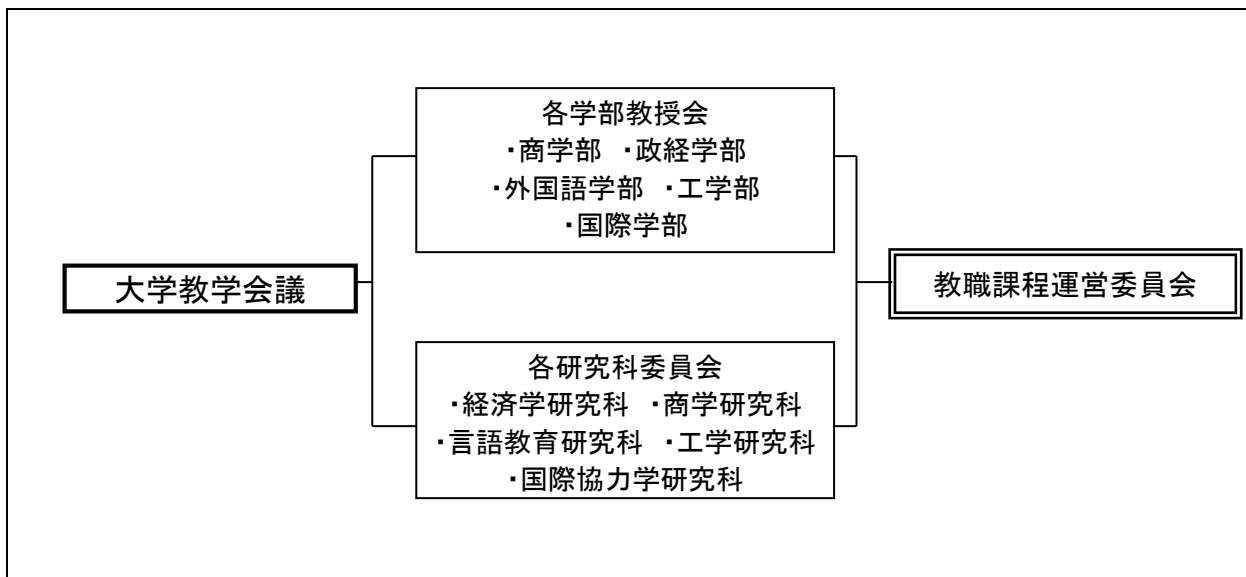 各学部教授会
・商学部 ・政経学部
・外国語学部 ・工学部
・国際学部
大学教学会議
教職課程運営委員会
各研究科委員会
・経済学研究科 ・商学研究科
・言語教育研究科 ・工学研究科
・国際協力学研究科